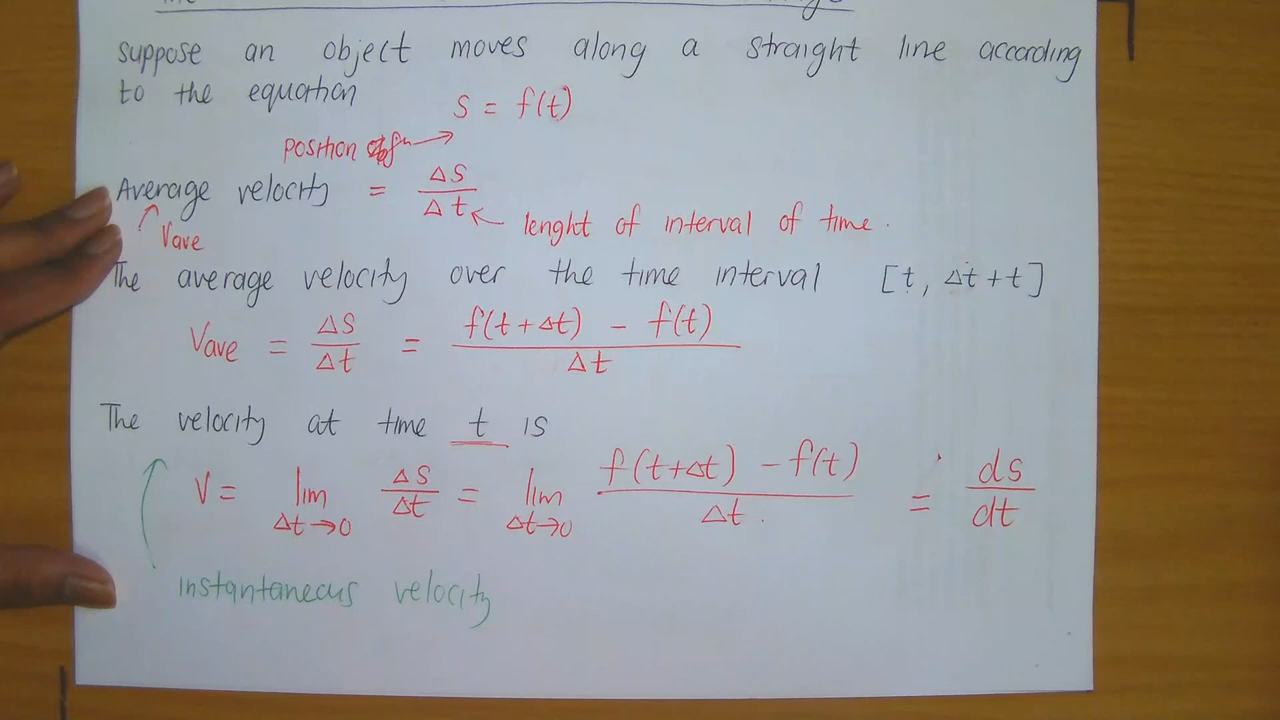 suppose an object moves along a straight line according
to the equation s = f(t)
position fn →
Average velocity = Δs/Δt ← lenght of interval of time.
Vave
The average velocity over the time interval [t, Δt+t]
Vave = Δs/Δt = f(t+Δt) - f(t)/Δt
The velocity at time t is
V = lim Δt→0 Δs/Δt = lim Δt→0 f(t+Δt) - f(t)/Δt = ds/dt
instantaneous velocity